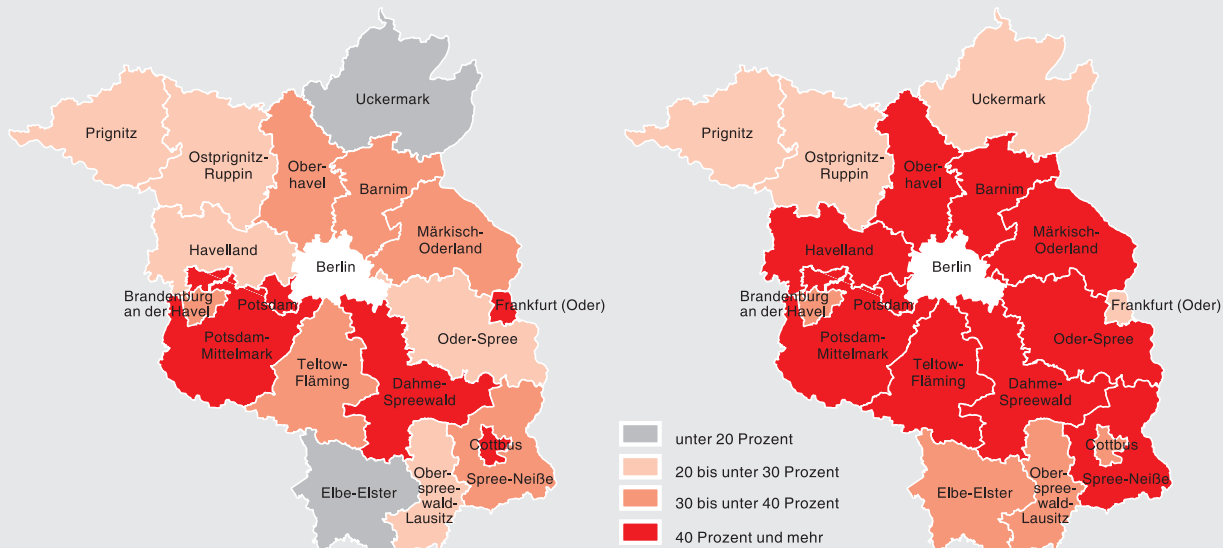 Uckermark
Prignitz
Ostprignitz-
Ruppin
Ober-
havel
Barnim
Märkisch-
Oderland
Havelland
Berlin
Brandenburg
an der Havel
Potsdam
Frankfurt (Oder)
Potsdam-
Mittelmark
Oder-Spree
Teltow-
Fläming
Dahme-
Spreewald
Cottbus
Spree-Neiße
Elbe-Elster
Ober-
spree-
wald-
Lausitz
unter 20 Prozent
20 bis unter 30 Prozent
30 bis unter 40 Prozent
40 Prozent und mehr
Uckermark
Prignitz
Ostprignitz-
Ruppin
Ober-
havel
Barnim
Märkisch-
Oderland
Havelland
Berlin
Brandenburg
an der Havel
Potsdam
Frankfurt (Oder)
Potsdam-
Mittelmark
Oder-Spree
Teltow-
Fläming
Dahme-
Spreewald
Cottbus
Spree-Neiße
Elbe-Elster
Ober-
spree-
wald-
Lausitz